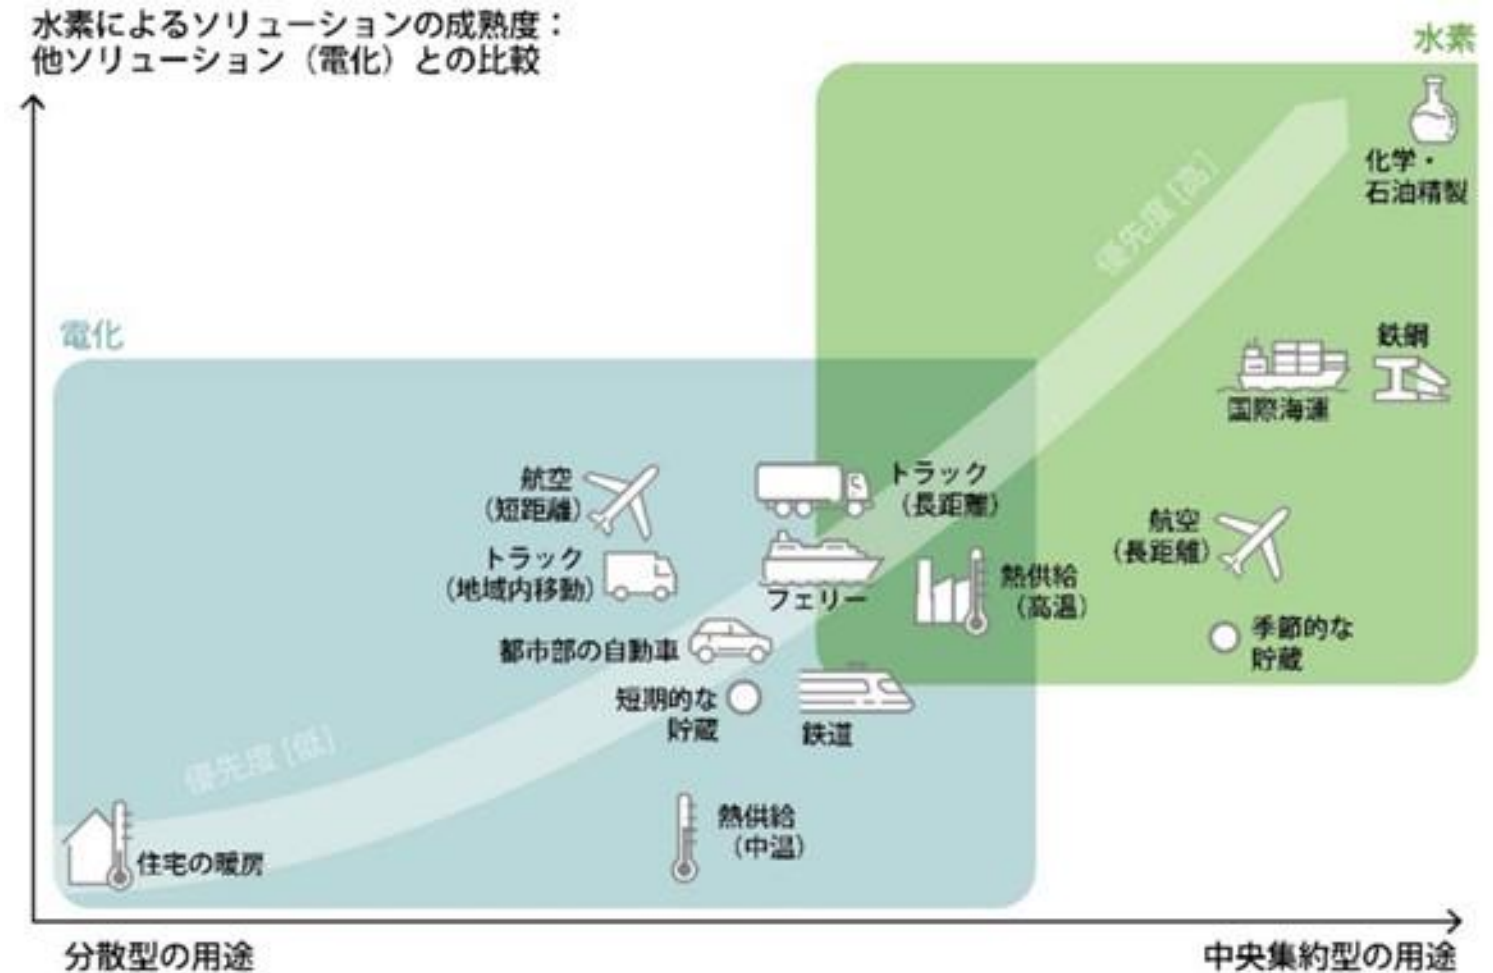 水素によるソリューションの成熟度：
他ソリューション（電化）との比較
水素
化学・
石油精製
優先度 [高]
電化
鉄鋼
国際海運
航空
（短距離）
トラック
（長距離）
航空
（長距離）
トラック
（地域内移動）
熱供給
（高温）
フェリー
都市部の自動車
季節的な
貯蔵
短期的な
貯蔵
鉄道
優先度 [低]
熱供給
（中温）
住宅の暖房
分散型の用途
中央集約型の用途